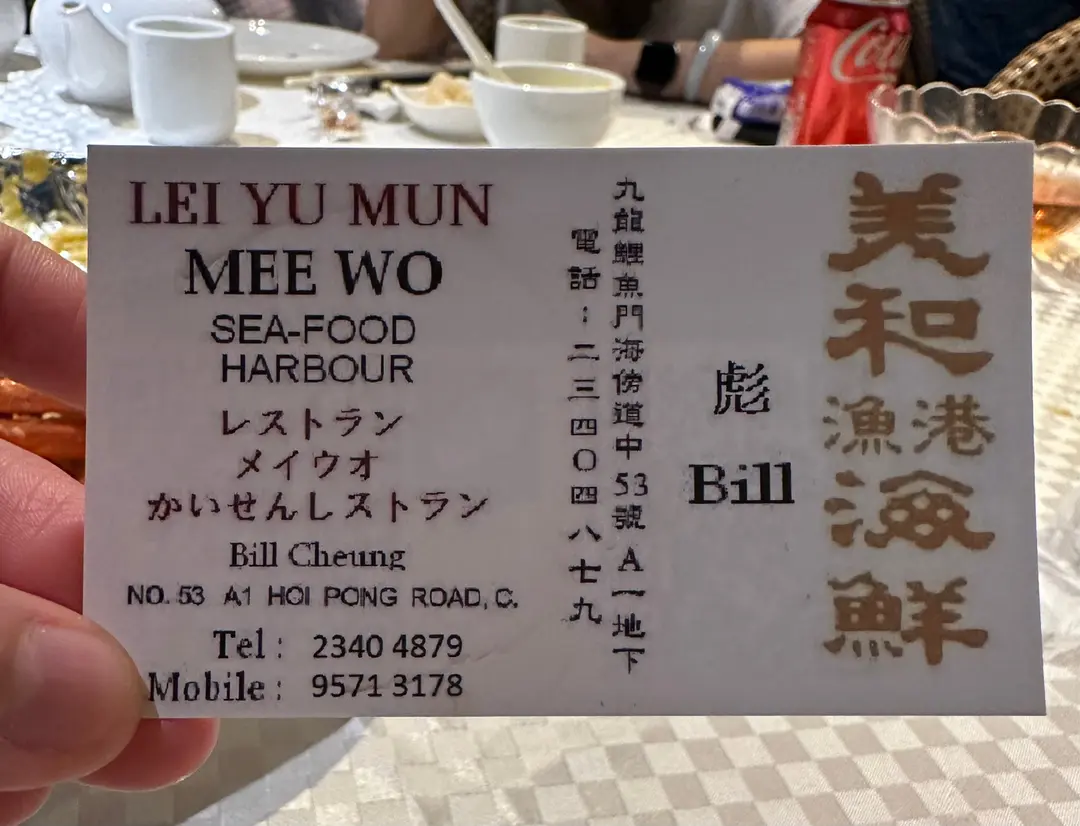 LEI YU MUN
MEE WO
SEA-FOOD
HARBOUR
レストラン
メイウオ
かいせんしストラン
Bill Cheung
NO. 53 A1 HOI PONG ROAD, C.
Tel : 2340 4879
Mobile : 9571 3178
九龍鯉魚門海傍道中53號A一地下
電話：二三四〇四八七九
彪
Bill
美和
漁港
海鮮
Coca